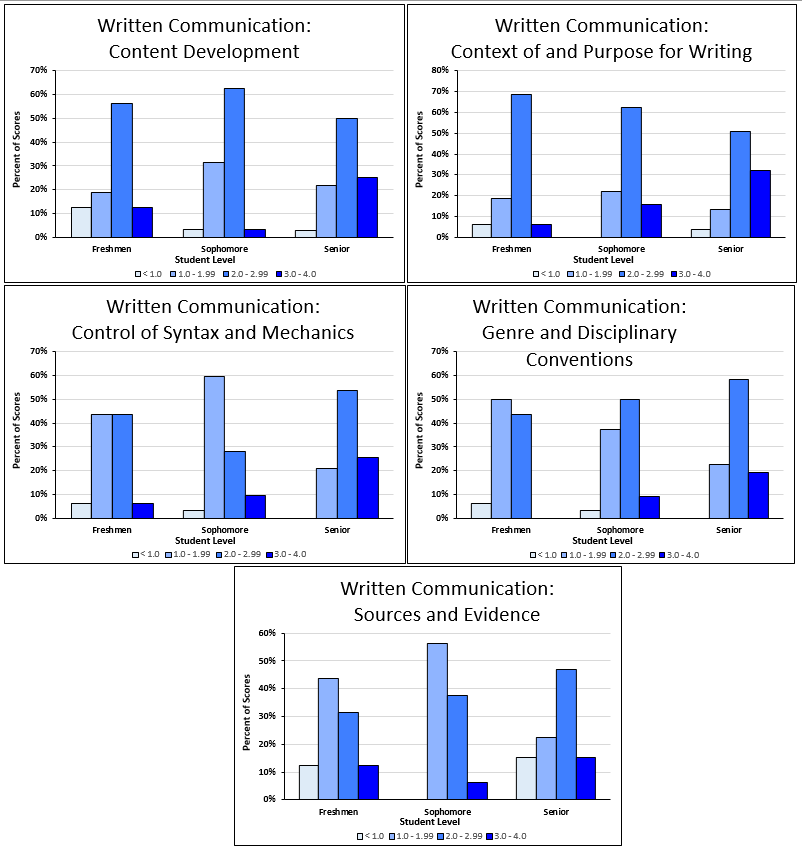 Written Communication:
Content Development
70%
60%
50%
40%
30%
20%
10%
0%
Percent of Scores
Freshmen
Sophomore
Senior
Student Level
< 1.0
1.0 - 1.99
2.0 - 2.99
3.0 - 4.0
Written Communication:
Context of and Purpose for Writing
80%
70%
60%
50%
40%
30%
20%
10%
0%
Percent of Scores
Freshmen
Sophomore
Senior
Student Level
< 1.0
1.0 - 1.99
2.0 - 2.99
3.0 - 4.0
Written Communication:
Control of Syntax and Mechanics
70%
60%
50%
40%
30%
20%
10%
0%
Percent of Scores
Freshmen
Sophomore
Senior
Student Level
< 1.0
1.0 - 1.99
2.0 - 2.99
3.0 - 4.0
Written Communication:
Genre and Disciplinary
Conventions
70%
60%
50%
40%
30%
20%
10%
0%
Percent of Scores
Freshmen
Sophomore
Senior
Student Level
< 1.0
1.0 - 1.99
2.0 - 2.99
3.0 - 4.0
Written Communication:
Sources and Evidence
60%
50%
40%
30%
20%
10%
0%
Percent of Scores
Freshmen
Sophomore
Senior
Student Level
< 1.0
1.0 - 1.99
2.0 - 2.99
3.0 - 4.0